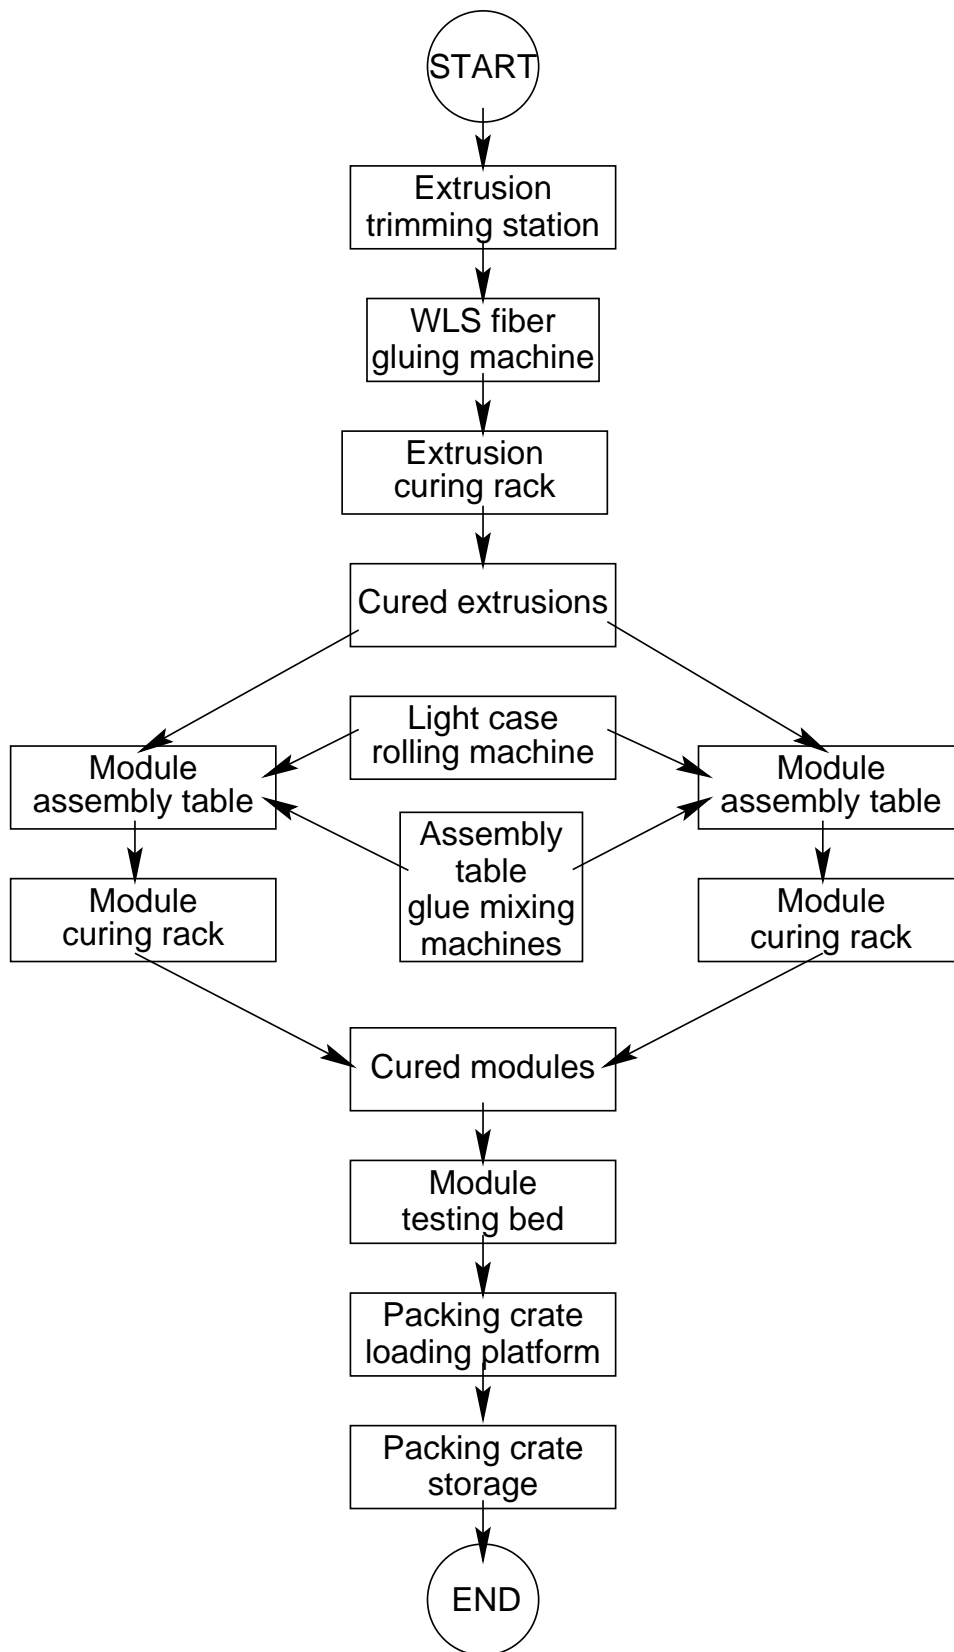 START
Extrusion
trimming station
WLS fiber
gluing machine
Extrusion
curing rack
Cured extrusions
Light case
rolling machine
Module
assembly table
Module
assembly table
Assembly
table
glue mixing
machines
Module
curing rack
Module
curing rack
Cured modules
Module
testing bed
Packing crate
loading platform
Packing crate
storage
END